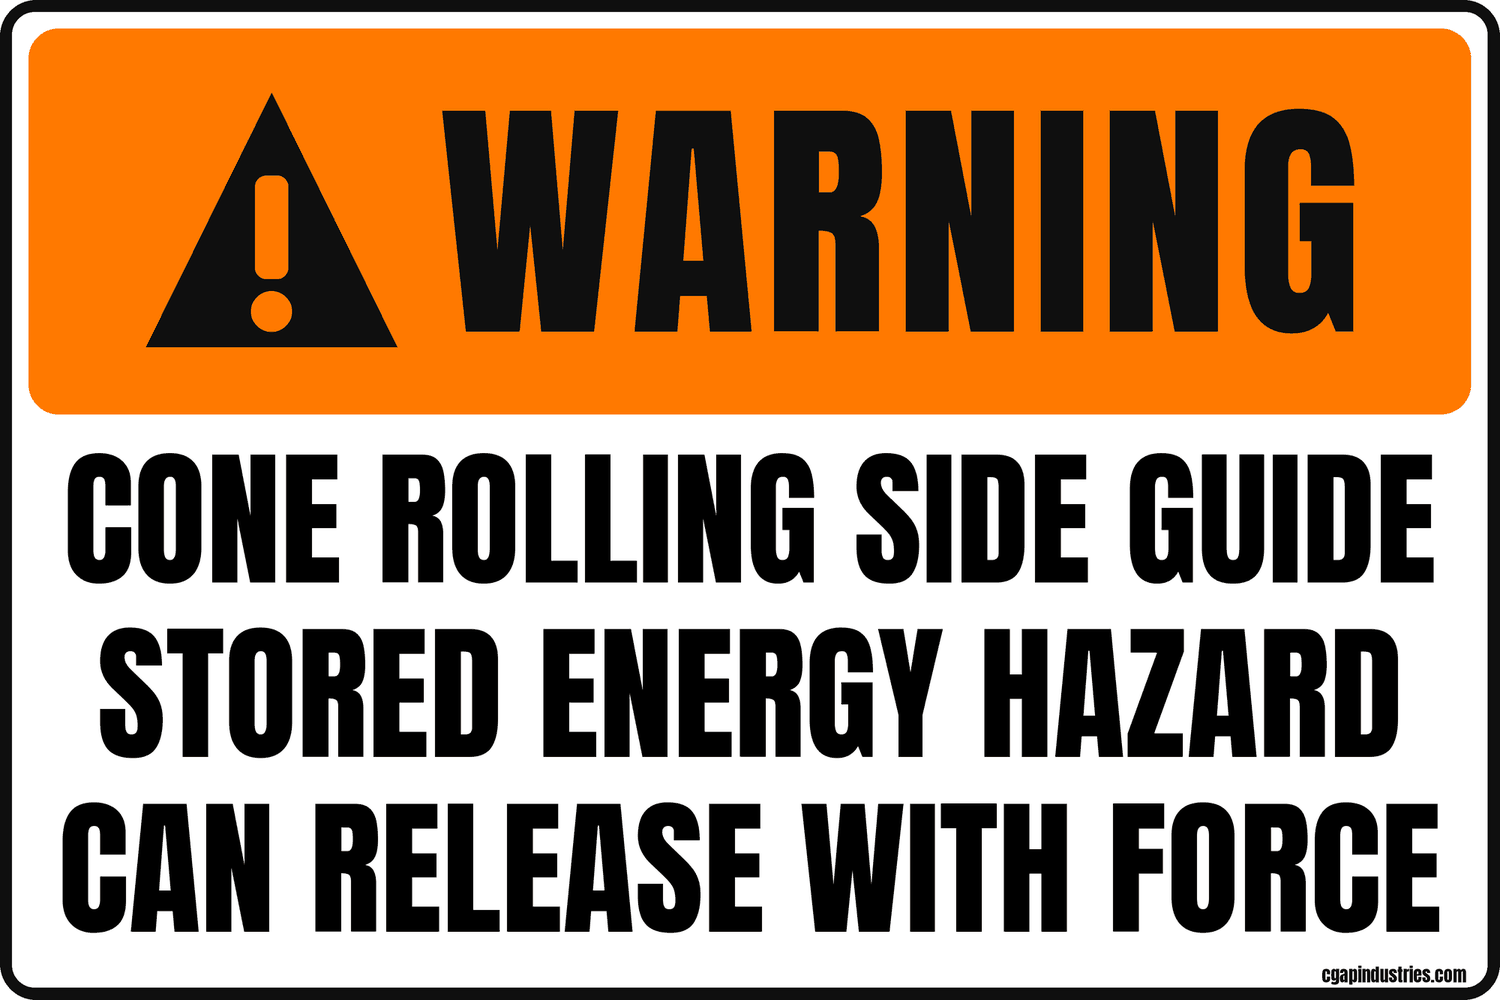 WARNING
CONE ROLLING SIDE GUIDE
STORED ENERGY HAZARD
CAN RELEASE WITH FORCE
cgapindustries.com